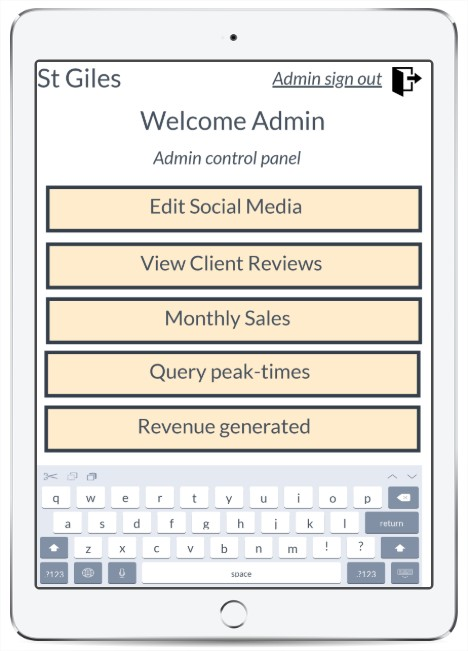 St Giles
Admin sign out
Welcome Admin
Admin control panel
Edit Social Media
View Client Reviews
Monthly Sales
Query peak-times
Revenue generated
q w e r t y u i o p
a s d f g h j k l return
z x c v b n m ! ?
?123 space ?123